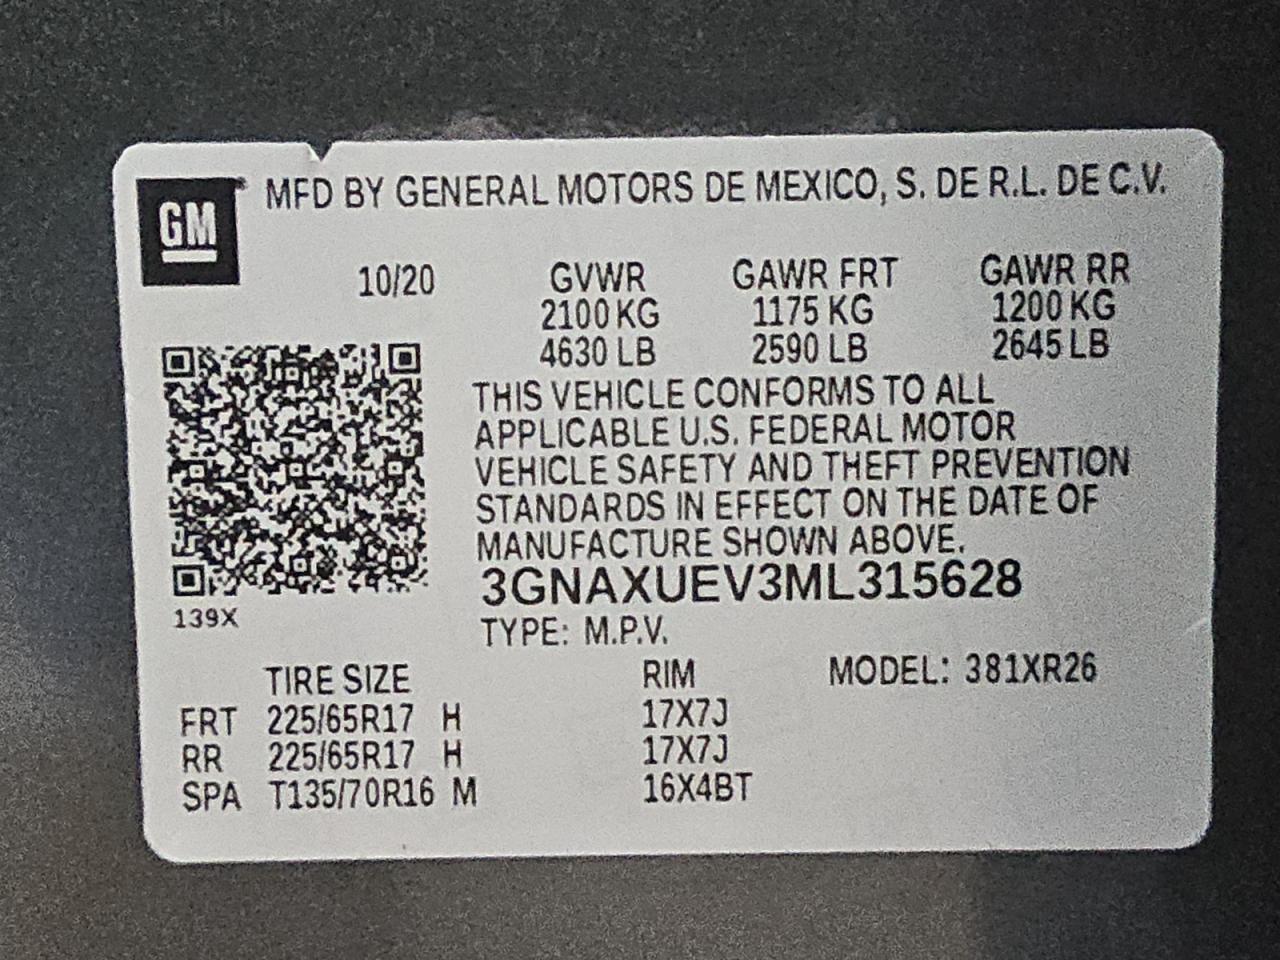 GM® MFD BY GENERAL MOTORS DE MEXICO, S. DE R.L. DE C.V.
10/20 GVWR GAWR FRT GAWR RR
2100 KG 1175 KG 1200 KG
4630 LB 2590 LB 2645 LB
THIS VEHICLE CONFORMS TO ALL
APPLICABLE U.S. FEDERAL MOTOR
VEHICLE SAFETY AND THEFT PREVENTION
STANDARDS IN EFFECT ON THE DATE OF
MANUFACTURE SHOWN ABOVE.
3GNAXUEV3ML315628
139X
TYPE: M.P.V.
TIRE SIZE RIM MODEL: 381XR26
FRT 225/65R17 H 17X7J
RR 225/65R17 H 17X7J
SPA T135/70R16 M 16X4BT